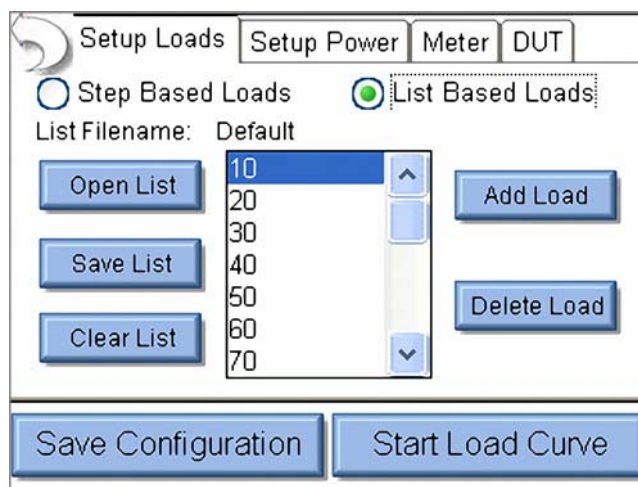 Setup Loads Setup Power Meter DUT
Step Based Loads List Based Loads
List Filename: Default
Open List
Save List
Clear List
10
20
30
40
50
60
70
Add Load
Delete Load
Save Configuration Start Load Curve